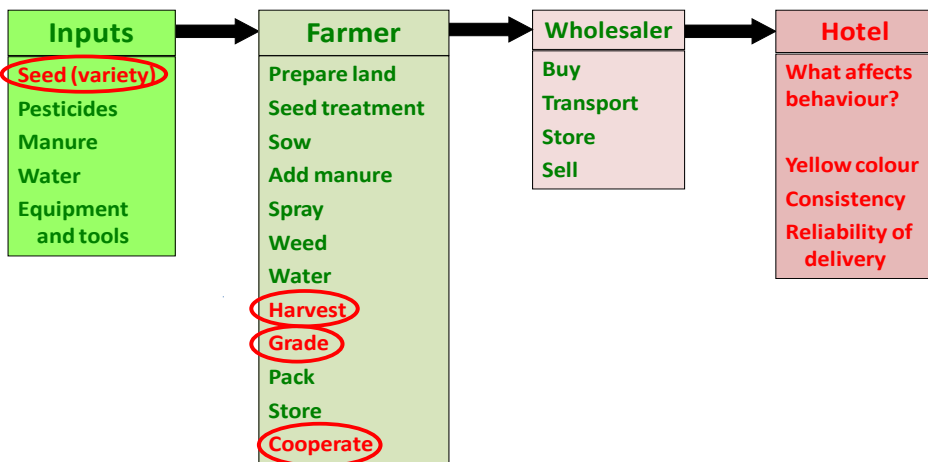 Inputs
Seed (variety)
Pesticides
Manure
Water
Equipment
and tools
Farmer
Prepare land
Seed treatment
Sow
Add manure
Spray
Weed
Water
Harvest
Grade
Pack
Store
Cooperate
Wholesaler
Buy
Transport
Store
Sell
Hotel
What affects
behaviour?
Yellow colour
Consistency
Reliability of
delivery